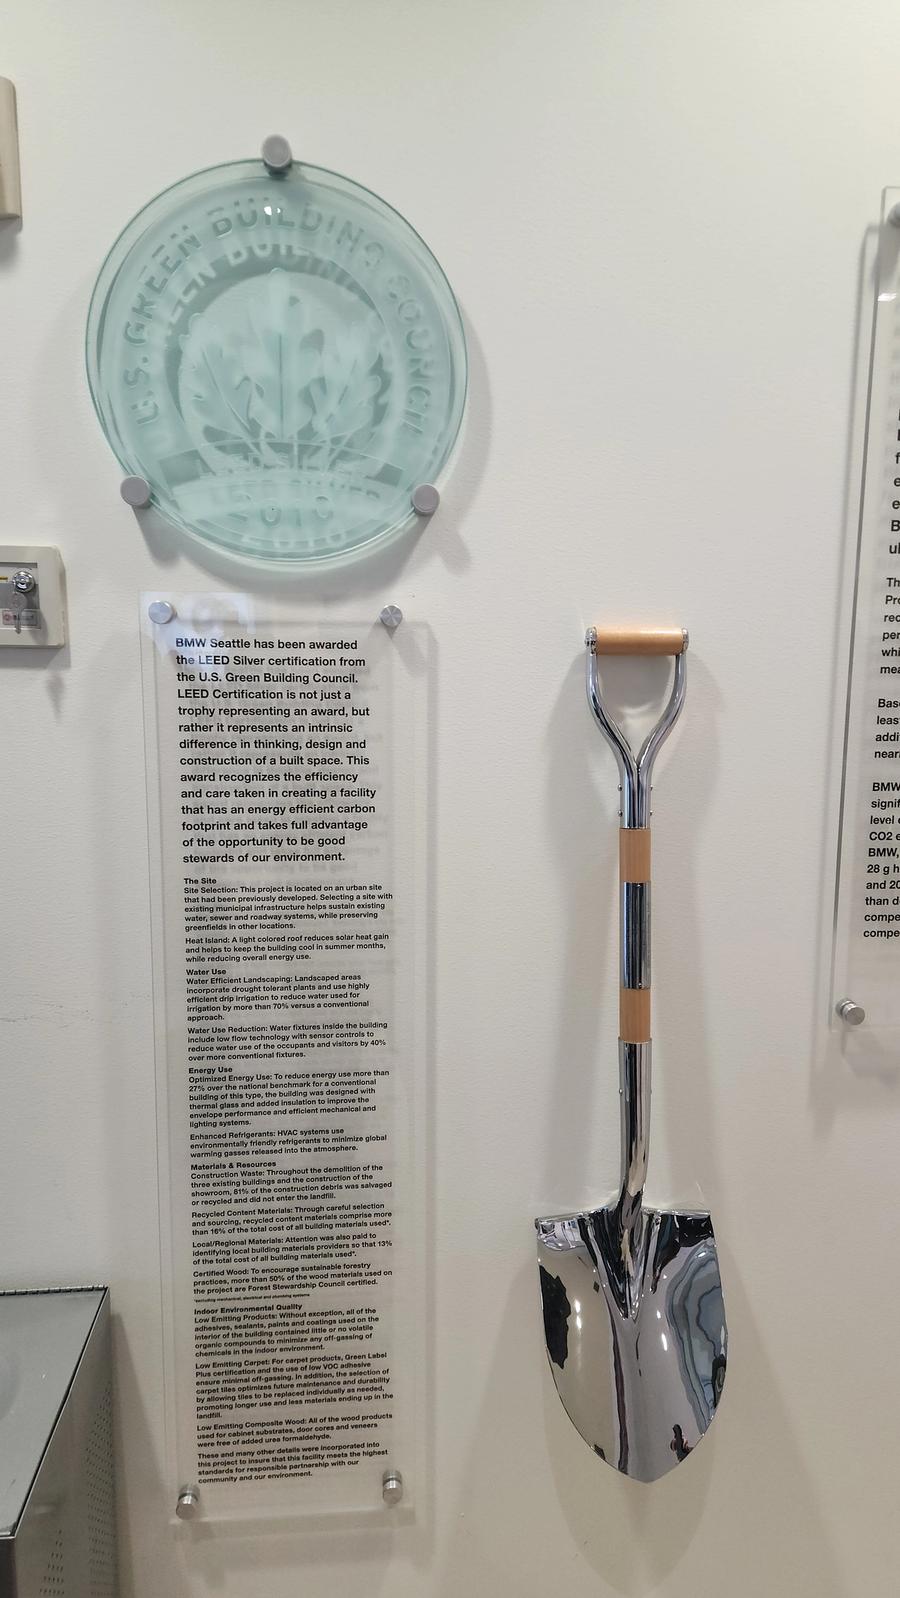 U.S. GREEN BUILDING COUNCIL
LEED SILVER
2010
BMW Seattle has been awarded
the LEED Silver certification from
the U.S. Green Building Council.
LEED Certification is not just a
trophy representing an award, but
rather it represents an intrinsic
difference in thinking, design and
construction of a built space. This
award recognizes the efficiency
and care taken in creating a facility
that has an energy efficient carbon
footprint and takes full advantage
of the opportunity to be good
stewards of our environment.
The Site
Site Selection: This project is located on an urban site
that had been previously developed. Selecting a site with
existing municipal infrastructure helps sustain existing
water, sewer and roadway systems, while preserving
greenfields in other locations.
Heat Island: A light colored roof reduces solar heat gain
and helps to keep the building cool in summer months,
while reducing overall energy use.
Water Use
Water Efficient Landscaping: Landscaped areas
incorporate drought tolerant plants and use highly
efficient drip irrigation to reduce water used for
irrigation by more than 70% versus a conventional
approach.
Water Use Reduction: Water fixtures inside the building
include low flow technology with sensor controls to
reduce water use of the occupants and visitors by 40%
over more conventional fixtures.
Energy Use
Optimized Energy Use: To reduce energy use more than
27% over the national benchmark for a conventional
building of this type, the building was designed with
thermal glass and added insulation to improve the
envelope performance and efficient mechanical and
lighting systems.
Enhanced Refrigerants: HVAC systems use
environmentally friendly refrigerants to minimize global
warming gasses released into the atmosphere.
Materials & Resources
Construction Waste: Throughout the demolition of the
three existing buildings and the construction of the
showroom, 81% of the construction debris was salvaged
or recycled and did not enter the landfill.
Recycled Content Materials: Through careful selection
and sourcing, recycled content materials comprise more
than 16% of the total cost of all building materials used*.
Local/Regional Materials: Attention was also paid to
identifying local building materials providers so that 13%
of the total cost of all building materials used*.
Certified Wood: To encourage sustainable forestry
practices, more than 50% of the wood materials used on
the project are Forest Stewardship Council certified.
*excluding mechanical, electrical and plumbing systems
Indoor Environmental Quality
Low Emitting Products: Without exception, all of the
adhesives, sealants, paints and coatings used on the
interior of the building contained little or no volatile
organic compounds to minimize any off-gassing of
chemicals in the indoor environment.
Low Emitting Carpet: For carpet products, Green Label
Plus certification and the use of low VOC adhesive
ensure minimal off-gassing. In addition, the selection of
carpet tiles optimizes future maintenance and durability
by allowing tiles to be replaced individually as needed,
promoting longer use and less materials ending up in the
landfill.
Low Emitting Composite Wood: All of the wood products
used for cabinet substrates, door cores and veneers
were free of added urea formaldehyde.
These and many other details were incorporated into
this project to insure that this facility meets the highest
standards for responsible partnership with our
community and our environment.
BMW
signif
level
CO2 e
BMW,
28 g h
and 20
than d
compe
compe